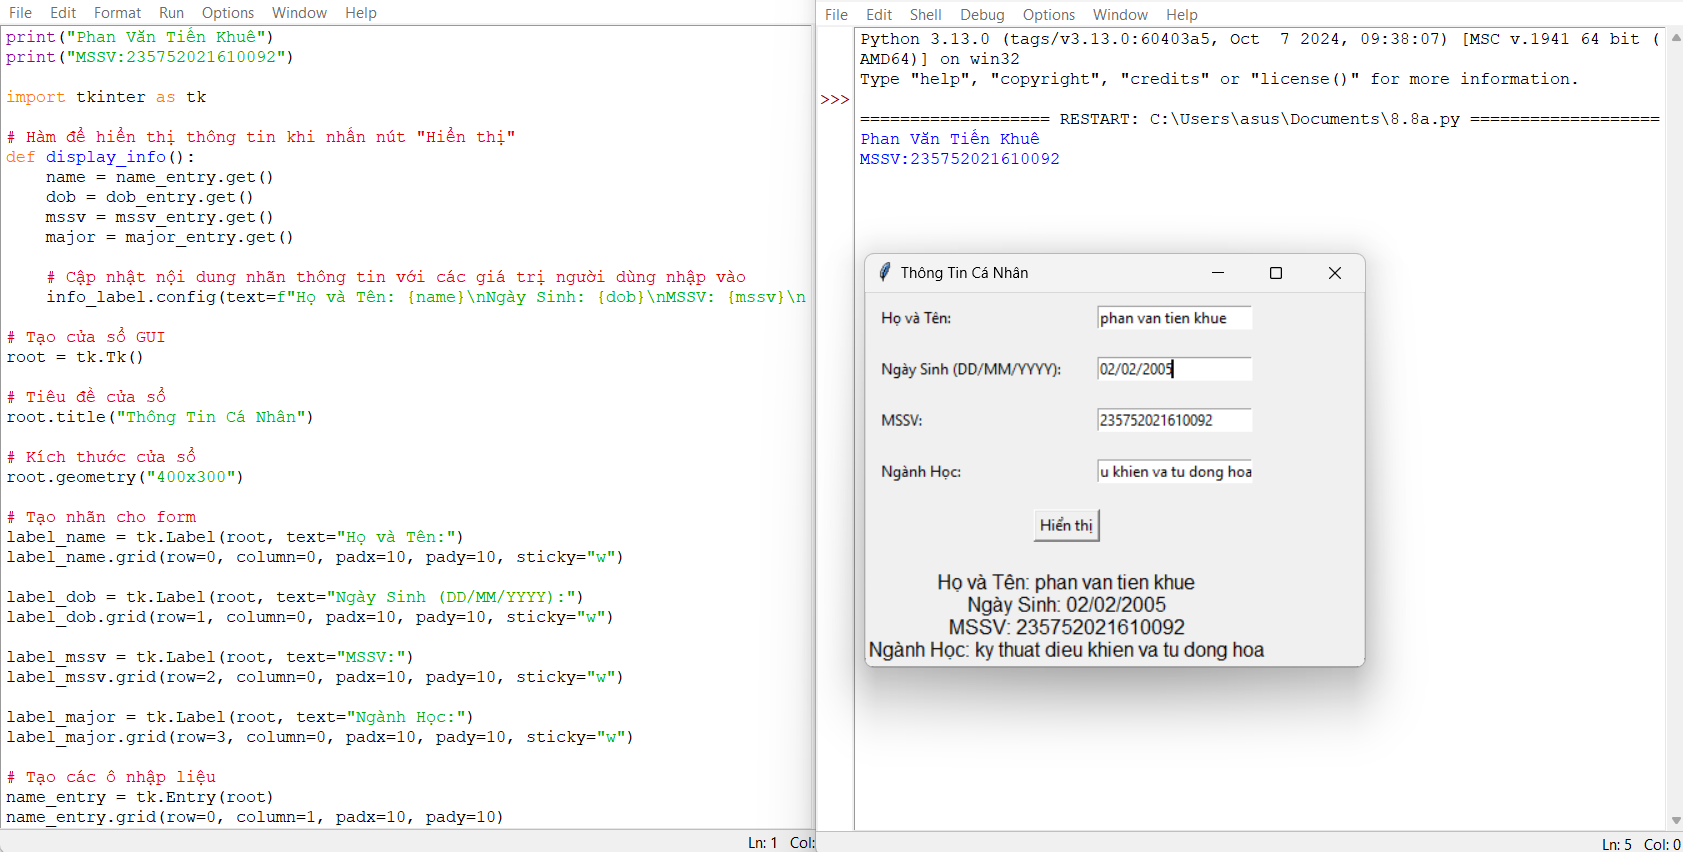 File Edit Format Run Options Window Help
print("Phan Văn Tiến Khuê")
print("MSSV:235752021610092")
import tkinter as tk
# Hàm để hiển thị thông tin khi nhấn nút "Hiển thị"
def display_info():
    name = name_entry.get()
    dob = dob_entry.get()
    mssv = mssv_entry.get()
    major = major_entry.get()
    # Cập nhật nội dung nhãn thông tin với các giá trị người dùng nhập vào
    info_label.config(text=f"Họ và Tên: {name}\nNgày Sinh: {dob}\nMSSV: {mssv}\n
# Tạo cửa sổ GUI
root = tk.Tk()
# Tiêu đề cửa sổ
root.title("Thông Tin Cá Nhân")
# Kích thước cửa sổ
root.geometry("400x300")
# Tạo nhãn cho form
label_name = tk.Label(root, text="Họ và Tên:")
label_name.grid(row=0, column=0, padx=10, pady=10, sticky="w")
label_dob = tk.Label(root, text="Ngày Sinh (DD/MM/YYYY):")
label_dob.grid(row=1, column=0, padx=10, pady=10, sticky="w")
label_mssv = tk.Label(root, text="MSSV:")
label_mssv.grid(row=2, column=0, padx=10, pady=10, sticky="w")
label_major = tk.Label(root, text="Ngành Học:")
label_major.grid(row=3, column=0, padx=10, pady=10, sticky="w")
# Tạo các ô nhập liệu
name_entry = tk.Entry(root)
name_entry.grid(row=0, column=1, padx=10, pady=10)
Ln: 1 Col:
File Edit Shell Debug Options Window Help
Python 3.13.0 (tags/v3.13.0:60403a5, Oct  7 2024, 09:38:07) [MSC v.1941 64 bit (
AMD64)] on win32
Type "help", "copyright", "credits" or "license()" for more information.
>>>
=================== RESTART: C:\Users\asus\Documents\8.8a.py ===================
Phan Văn Tiến Khuê
MSSV:235752021610092
Thông Tin Cá Nhân
Họ và Tên: phan van tien khue
Ngày Sinh (DD/MM/YYYY): 02/02/2005
MSSV: 235752021610092
Ngành Học: u khien va tu dong hoa
Hiển thị
Họ và Tên: phan van tien khue
Ngày Sinh: 02/02/2005
MSSV: 235752021610092
Ngành Học: ky thuat dieu khien va tu dong hoa
Ln: 5 Col: 0